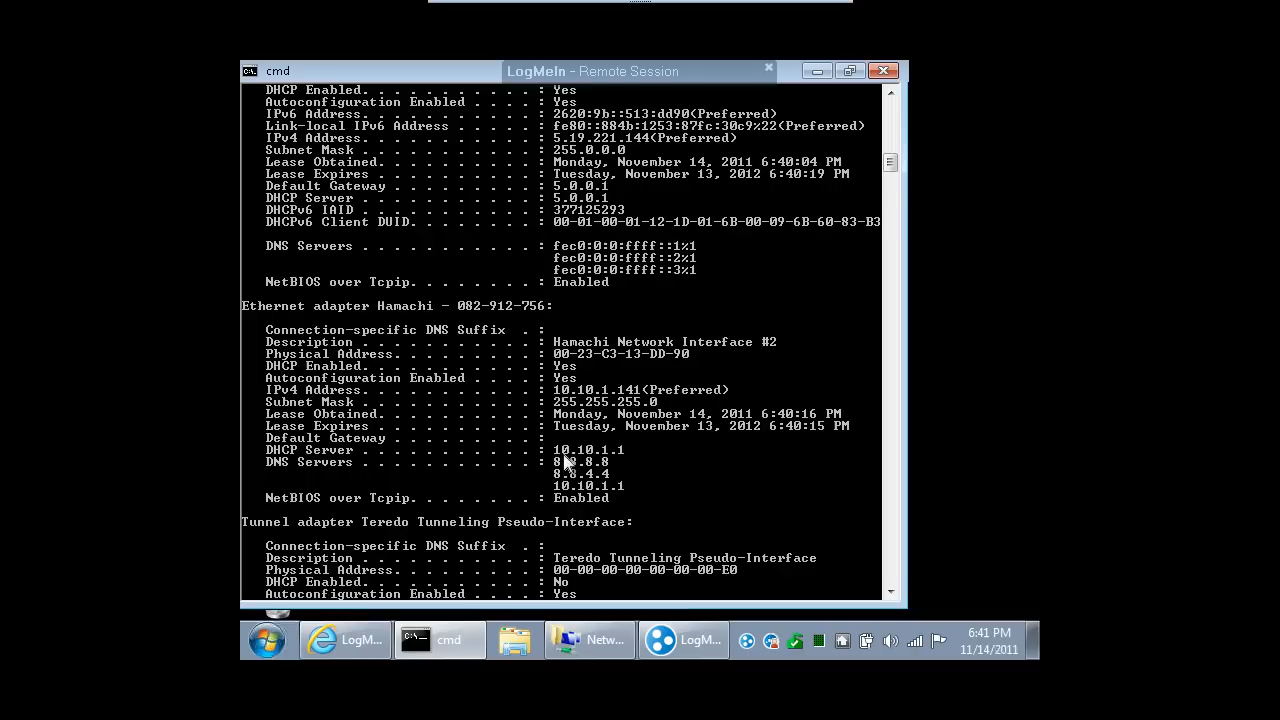 cmd
LogMeIn - Remote Session
DHCP Enabled. . . . . . . . . . . : Yes
Autoconfiguration Enabled . . . . : Yes
IPv6 Address. . . . . . . . . . . : 2620:9b::513:dd90(Preferred)
Link-local IPv6 Address . . . . . : fe80::884b:1253:87fc:30c9%22(Preferred)
IPv4 Address. . . . . . . . . . . : 5.19.221.144(Preferred)
Subnet Mask . . . . . . . . . . . : 255.0.0.0
Lease Obtained. . . . . . . . . . : Monday, November 14, 2011 6:40:04 PM
Lease Expires . . . . . . . . . . : Tuesday, November 13, 2012 6:40:19 PM
Default Gateway . . . . . . . . . : 5.0.0.1
DHCP Server . . . . . . . . . . . : 5.0.0.1
DHCPv6 IAID . . . . . . . . . . . : 377125293
DHCPv6 Client DUID. . . . . . . . : 00-01-00-01-12-1D-01-6B-00-09-6B-60-83-B3
DNS Servers . . . . . . . . . . . : fec0:0:0:ffff::1%1
fec0:0:0:ffff::2%1
fec0:0:0:ffff::3%1
NetBIOS over Tcpip. . . . . . . . : Enabled
Ethernet adapter Hamachi - 082-912-756:
Connection-specific DNS Suffix . :
Description . . . . . . . . . . . : Hamachi Network Interface #2
Physical Address. . . . . . . . . : 00-23-C3-13-DD-90
DHCP Enabled. . . . . . . . . . . : Yes
Autoconfiguration Enabled . . . . : Yes
IPv4 Address. . . . . . . . . . . : 10.10.1.141(Preferred)
Subnet Mask . . . . . . . . . . . : 255.255.255.0
Lease Obtained. . . . . . . . . . : Monday, November 14, 2011 6:40:16 PM
Lease Expires . . . . . . . . . . : Tuesday, November 13, 2012 6:40:15 PM
Default Gateway . . . . . . . . . :
DHCP Server . . . . . . . . . . . : 10.10.1.1
DNS Servers . . . . . . . . . . . : 8.8.8.8
8.8.4.4
10.10.1.1
NetBIOS over Tcpip. . . . . . . . : Enabled
Tunnel adapter Teredo Tunneling Pseudo-Interface:
Connection-specific DNS Suffix . :
Description . . . . . . . . . . . : Teredo Tunneling Pseudo-Interface
Physical Address. . . . . . . . . : 00-00-00-00-00-00-00-E0
DHCP Enabled. . . . . . . . . . . : No
Autoconfiguration Enabled . . . . : Yes
LogM... cmd Netw... LogM... 6:41 PM
11/14/2011